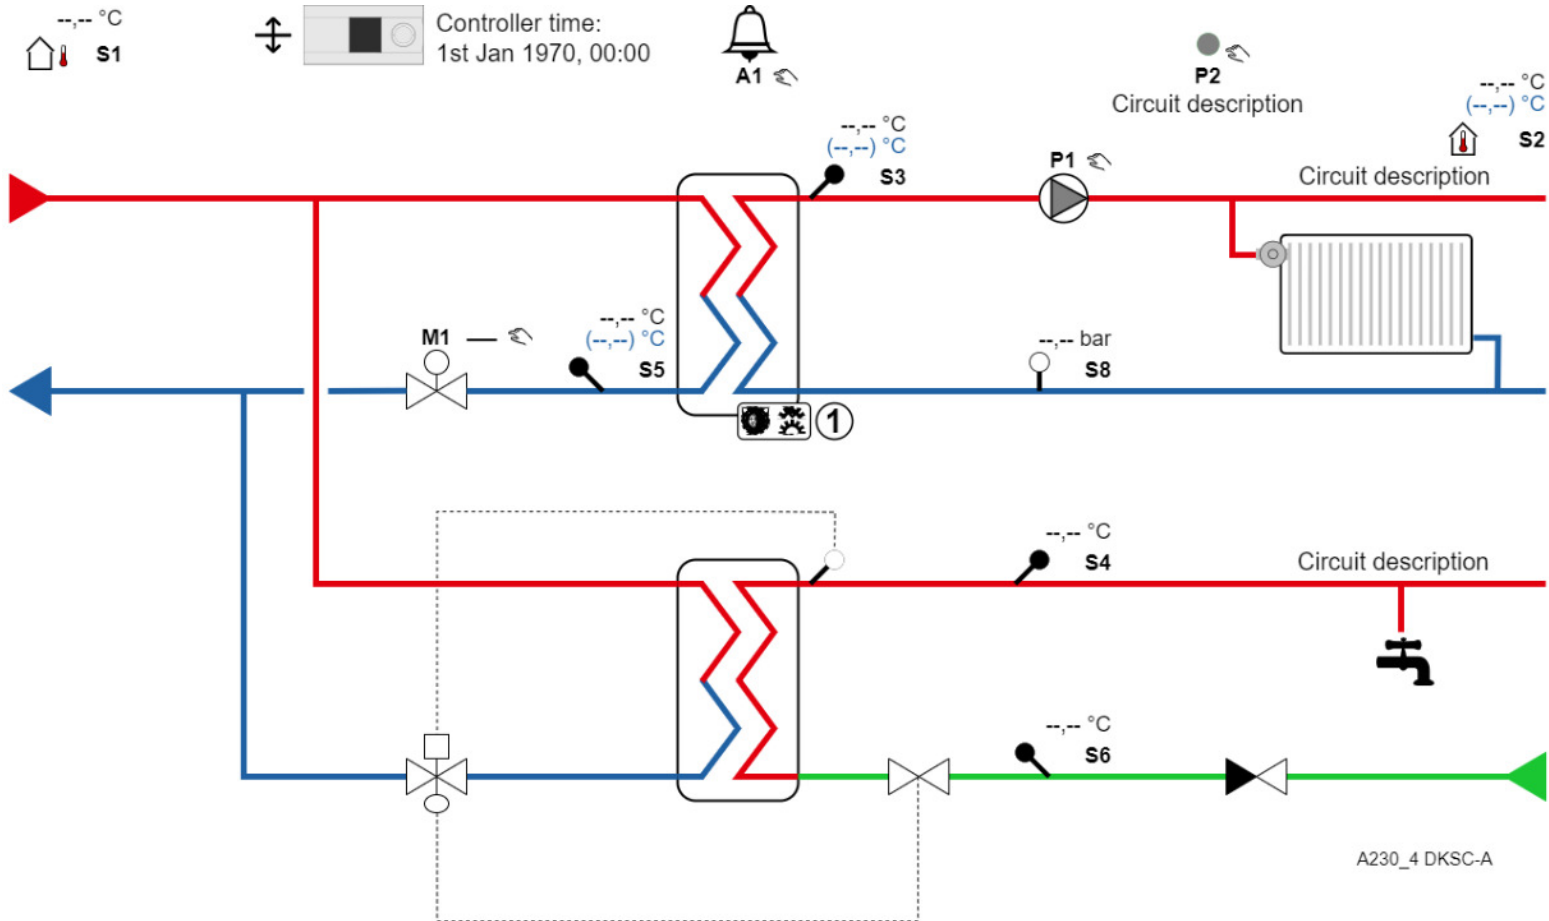 --,-- °C
S1
Controller time:
1st Jan 1970, 00:00
A1
P2
Circuit description
--,-- °C
(--,--) °C
S2
Circuit description
--,-- °C
(--,--) °C
S3
P1
M1
--,-- °C
(--,--) °C
S5
--,-- bar
S8
1
--,-- °C
S4
Circuit description
--,-- °C
S6
A230_4 DKSC-A